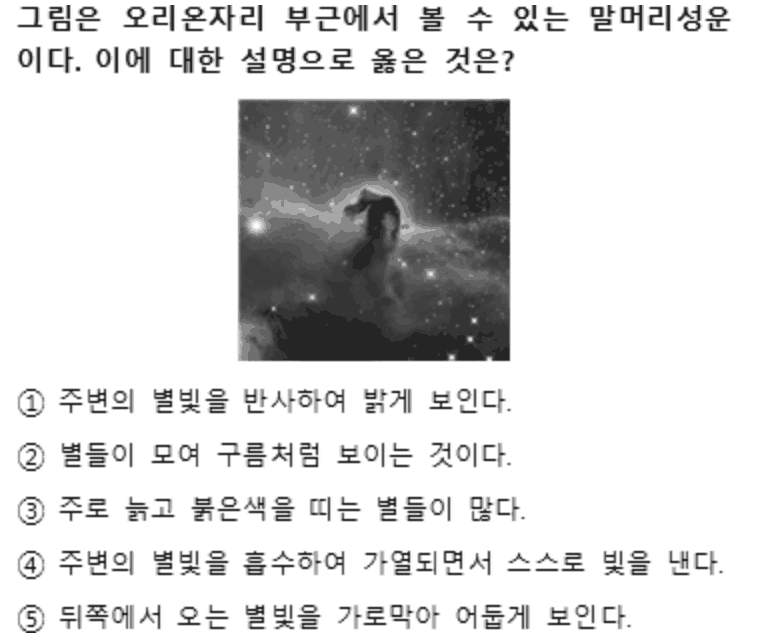 그림은 오리온자리 부근에서 볼 수 있는 말머리성운
이다. 이에 대한 설명으로 옳은 것은?
① 주변의 별빛을 반사하여 밝게 보인다.
② 별들이 모여 구름처럼 보이는 것이다.
③ 주로 늙고 붉은색을 띠는 별들이 많다.
④ 주변의 별빛을 흡수하여 가열되면서 스스로 빛을 낸다.
⑤ 뒤쪽에서 오는 별빛을 가로막아 어둡게 보인다.